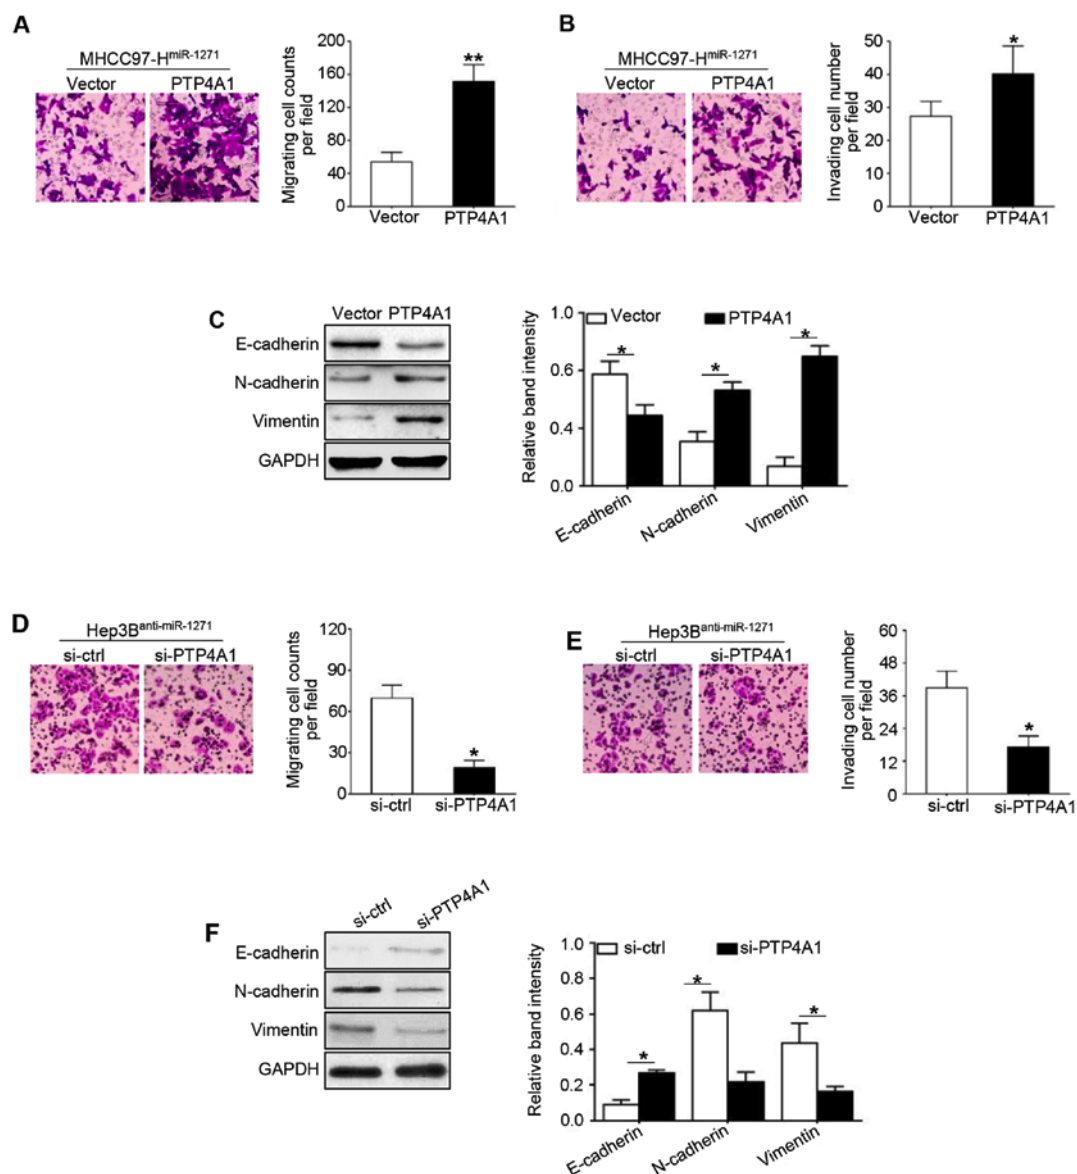 A
MHCC97-HmiR-1271
Vector PTP4A1
Migrating cell counts
per field
200
160
120
80
40
0
**
Vector PTP4A1
B
MHCC97-HmiR-1271
Vector PTP4A1
Invading cell number
per field
50
40
30
20
10
0
*
Vector PTP4A1
C
Vector PTP4A1
E-cadherin
N-cadherin
Vimentin
GAPDH
Relative band intensity
1.0
0.6
0.4
0.0
Vector PTP4A1
* * *
E-cadherin N-cadherin Vimentin
D
Hep3Banti-miR-1271
si-ctrl si-PTP4A1
Migrating cell counts
per field
120
90
60
30
0
*
si-ctrl si-PTP4A1
E
Hep3Banti-miR-1271
si-ctrl si-PTP4A1
Invading cell number
per field
60
48
36
24
12
0
*
si-ctrl si-PTP4A1
F
si-ctrl si-PTP4A1
E-cadherin
N-cadherin
Vimentin
GAPDH
Relative band intensity
1.0
0.8
0.6
0.4
0.2
0.0
si-ctrl si-PTP4A1
* * *
E-cadherin N-cadherin Vimentin